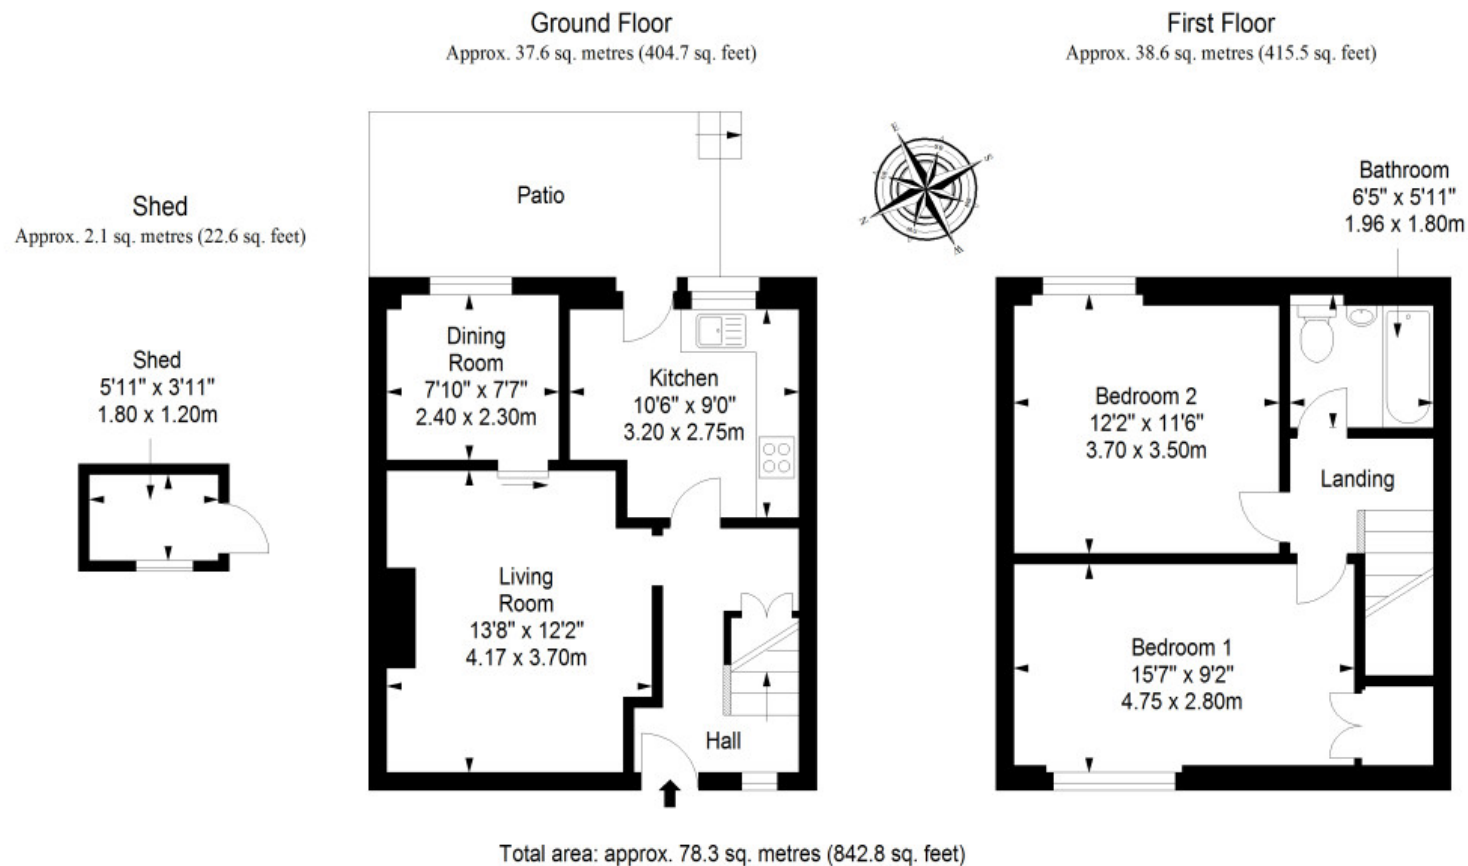 Ground Floor
Approx. 37.6 sq. metres (404.7 sq. feet)
First Floor
Approx. 38.6 sq. metres (415.5 sq. feet)
Shed
Approx. 2.1 sq. metres (22.6 sq. feet)
Patio
E
S
N
W
Bathroom
6'5" x 5'11"
1.96 x 1.80m
Shed
5'11" x 3'11"
1.80 x 1.20m
Dining
Room
7'10" x 7'7"
2.40 x 2.30m
Kitchen
10'6" x 9'0"
3.20 x 2.75m
Bedroom 2
12'2" x 11'6"
3.70 x 3.50m
Landing
Living
Room
13'8" x 12'2"
4.17 x 3.70m
Bedroom 1
15'7" x 9'2"
4.75 x 2.80m
Hall
Total area: approx. 78.3 sq. metres (842.8 sq. feet)